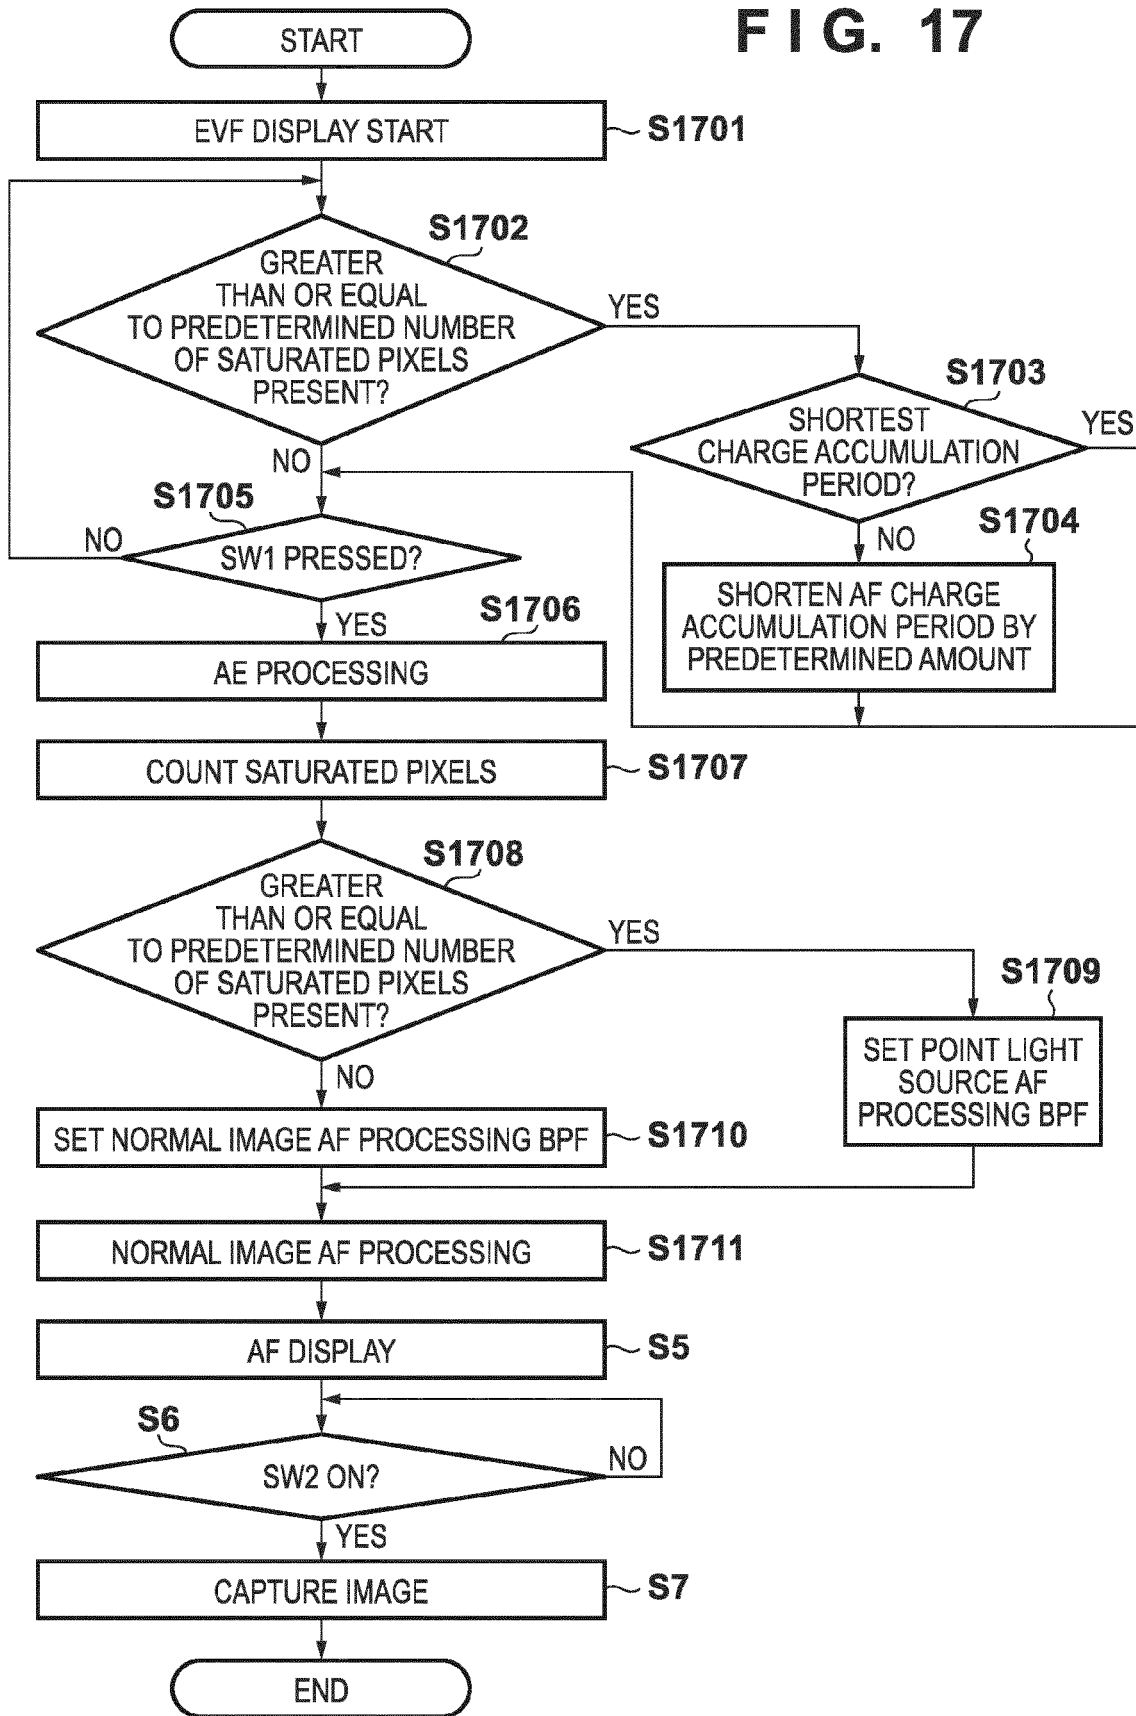 FIG. 17
START
EVF DISPLAY START
S1701
S1702
GREATER
THAN OR EQUAL
TO PREDETERMINED NUMBER
OF SATURATED PIXELS
PRESENT?
YES
NO
S1703
SHORTEST
CHARGE ACCUMULATION
PERIOD?
YES
NO
S1704
SHORTEN AF CHARGE
ACCUMULATION PERIOD BY
PREDETERMINED AMOUNT
S1705
NO
SW1 PRESSED?
YES
S1706
AE PROCESSING
COUNT SATURATED PIXELS
S1707
S1708
GREATER
THAN OR EQUAL
TO PREDETERMINED NUMBER
OF SATURATED PIXELS
PRESENT?
YES
NO
S1709
SET POINT LIGHT
SOURCE AF
PROCESSING BPF
SET NORMAL IMAGE AF PROCESSING BPF
S1710
NORMAL IMAGE AF PROCESSING
S1711
AF DISPLAY
S5
S6
SW2 ON?
NO
YES
CAPTURE IMAGE
S7
END